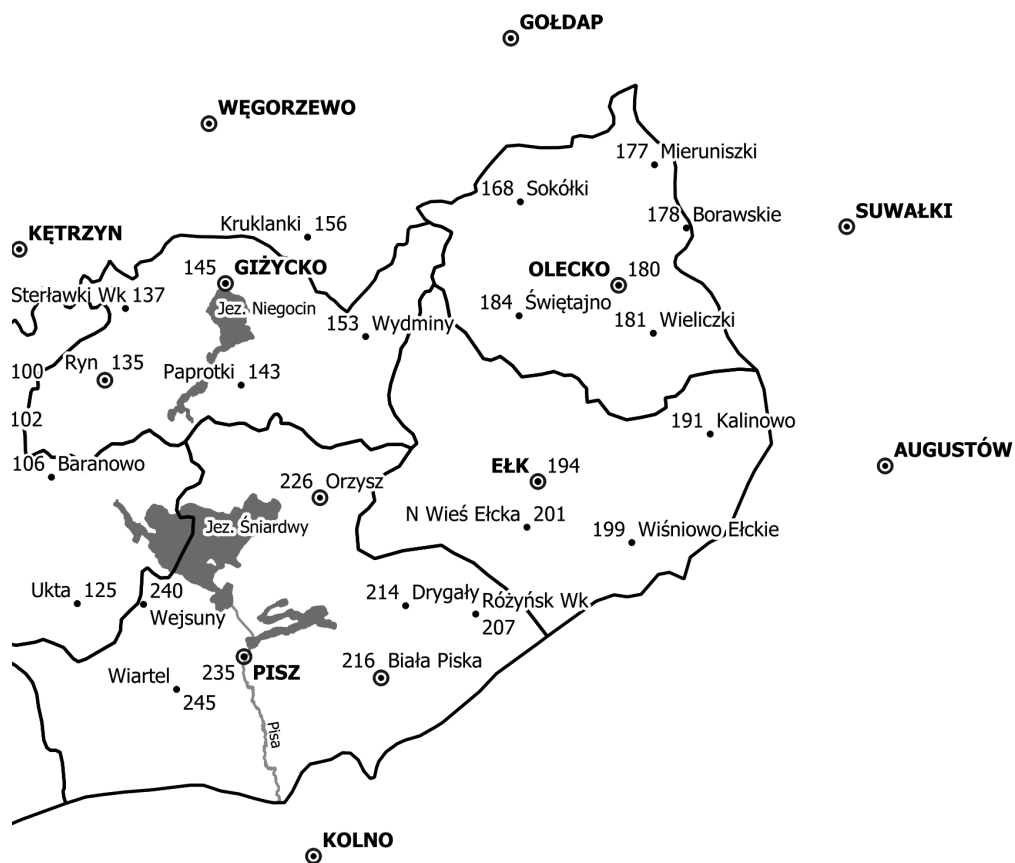 GOŁDAP
WĘGORZEWO
177 Mieruniszki
168 Sokółki
178 Borawskie
SUWAŁKI
Kruklanki 156
KĘTRZYN
145 GIŻYCKO
OLECKO 180
Sterławki Wk 137
Jez. Niegocin
184 Świętajno
153 Wydminy
181 Wieliczki
100
Ryn 135
Paprotki 143
102
191 Kalinowo
106 Baranowo
AUGUSTÓW
EŁK 194
226 Orzysz
N Wieś Ełcka 201
Jez. Śniardwy
199 Wiśniowo Ełckie
Ukta 125
240
Wejsuny
214 Drygały
Różyńsk Wk
207
216 Biała Piska
235 PISZ
Wiartel
245
Pisa
KOLNO